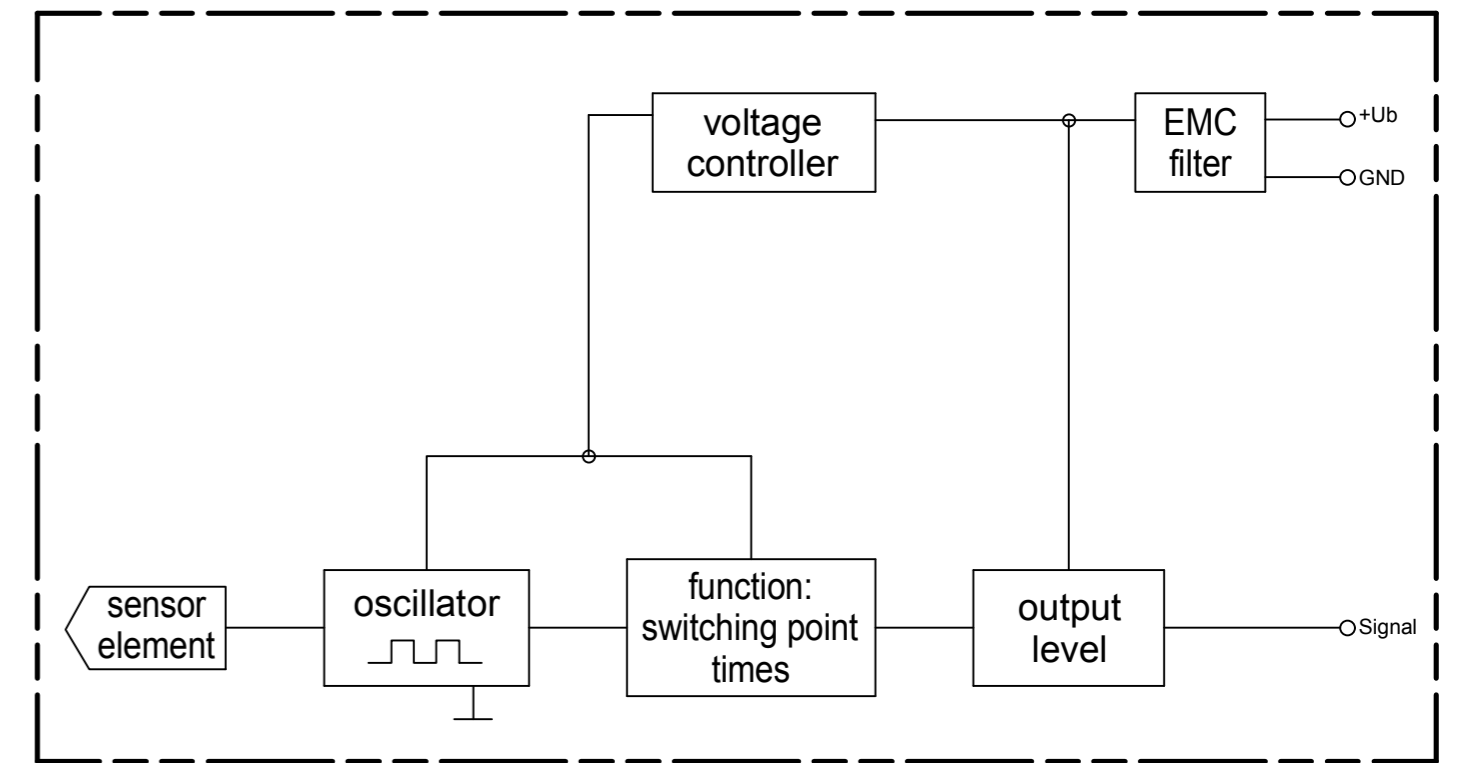 voltage
controller
EMC
filter
+Ub
GND
sensor
element
oscillator
function:
switching point
times
output
level
Signal